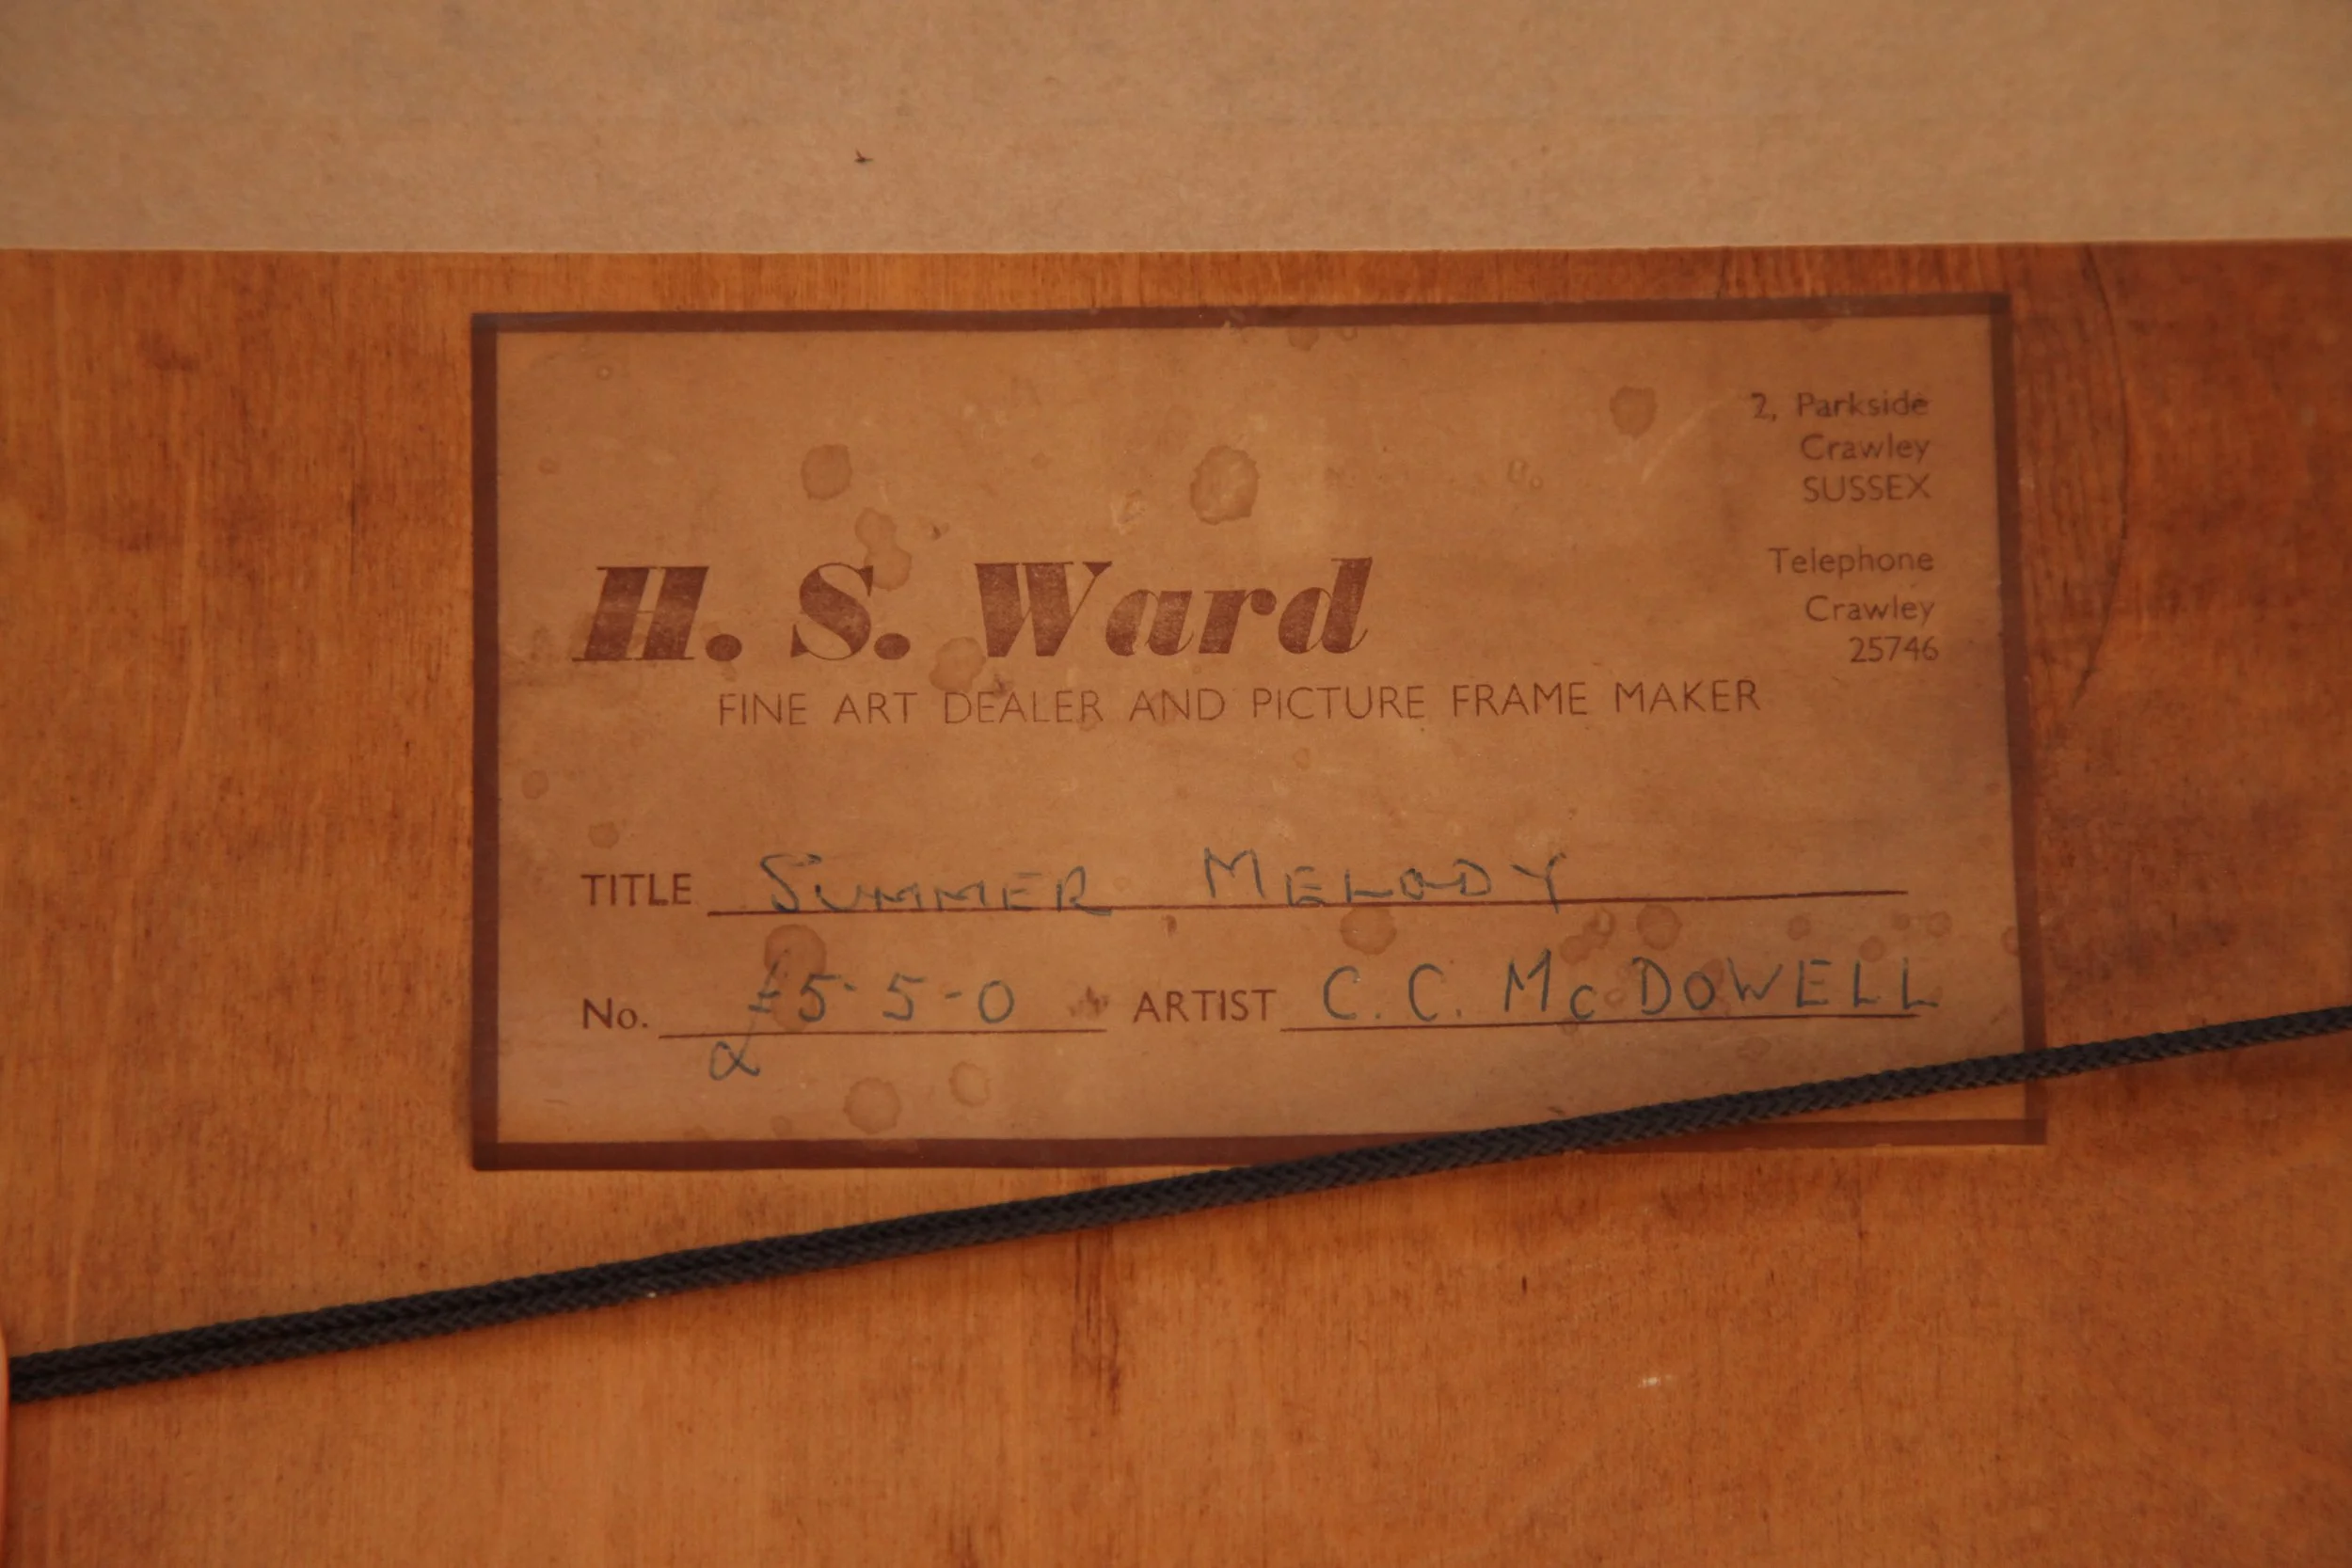 2, Parkside
Crawley
SUSSEX
Telephone
Crawley
25746
H. S. Ward
FINE ART DEALER AND PICTURE FRAME MAKER
TITLE SUMMER MELODY
No. £5-5-0 ARTIST C. C. McDOWELL